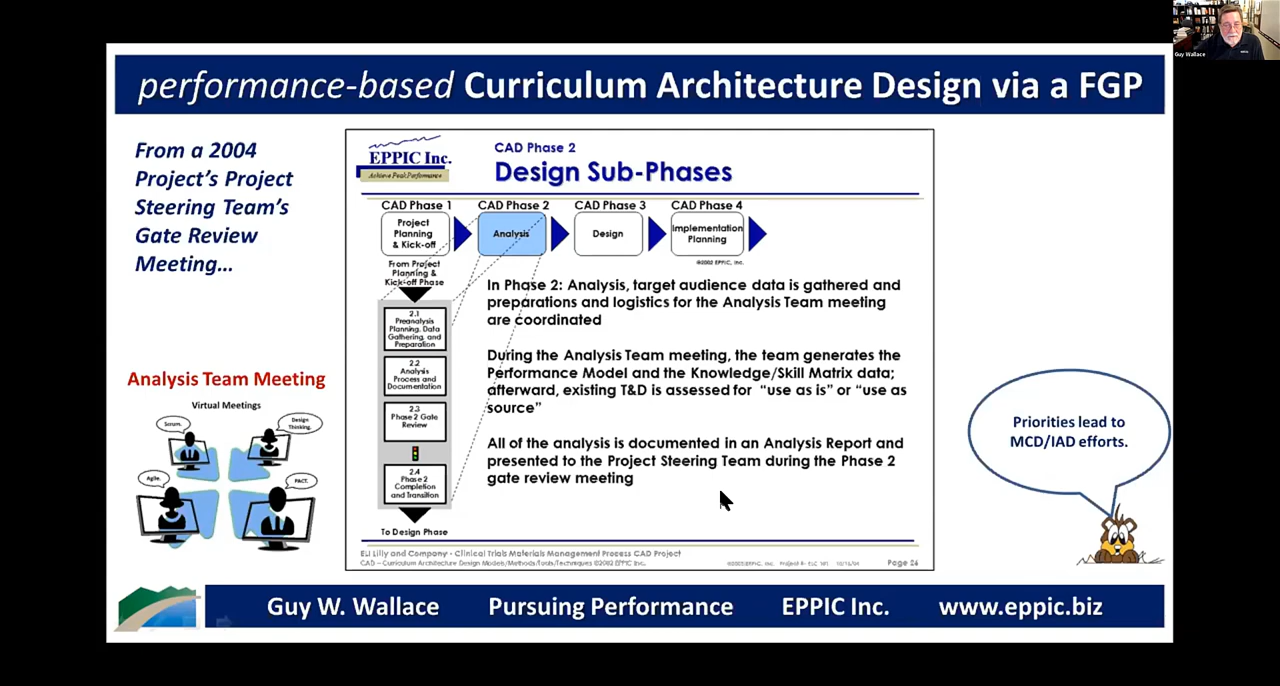 Guy Wallace
performance-based Curriculum Architecture Design via a FGP
From a 2004
Project's Project
Steering Team's
Gate Review
Meeting...
Analysis Team Meeting
Virtual Meetings
Scrum.
Design
Thinking.
Agile.
PACT.
EPPIC Inc.
Achieve Peak Performance
CAD Phase 2
Design Sub-Phases
CAD Phase 1
CAD Phase 2
CAD Phase 3
CAD Phase 4
Project
Planning
& Kick-off
Analysis
Design
Implementation
Planning
©2002 EPPIC, Inc.
From Project
Planning &
Kick-off Phase
2.1
Preanalysis
Planning, Data
Gathering, and
Preparation
2.2
Analysis
Process and
Documentation
2.3
Phase 2 Gate
Review
2.4
Phase 2
Completion
and Transition
To Design Phase
In Phase 2: Analysis, target audience data is gathered and
preparations and logistics for the Analysis Team meeting
are coordinated
During the Analysis Team meeting, the team generates the
Performance Model and the Knowledge/Skill Matrix data;
afterward, existing T&D is assessed for "use as is" or "use as
source"
All of the analysis is documented in an Analysis Report and
presented to the Project Steering Team during the Phase 2
gate review meeting
ELI Lilly and Company - Clinical Trials Materials Management Process CAD Project
CAD – Curriculum Architecture Design Models/Methods/Tools/Techniques ©2002 EPPIC Inc.
Page 26
Priorities lead to
MCD/IAD efforts.
Guy W. Wallace Pursuing Performance EPPIC Inc. www.eppic.biz